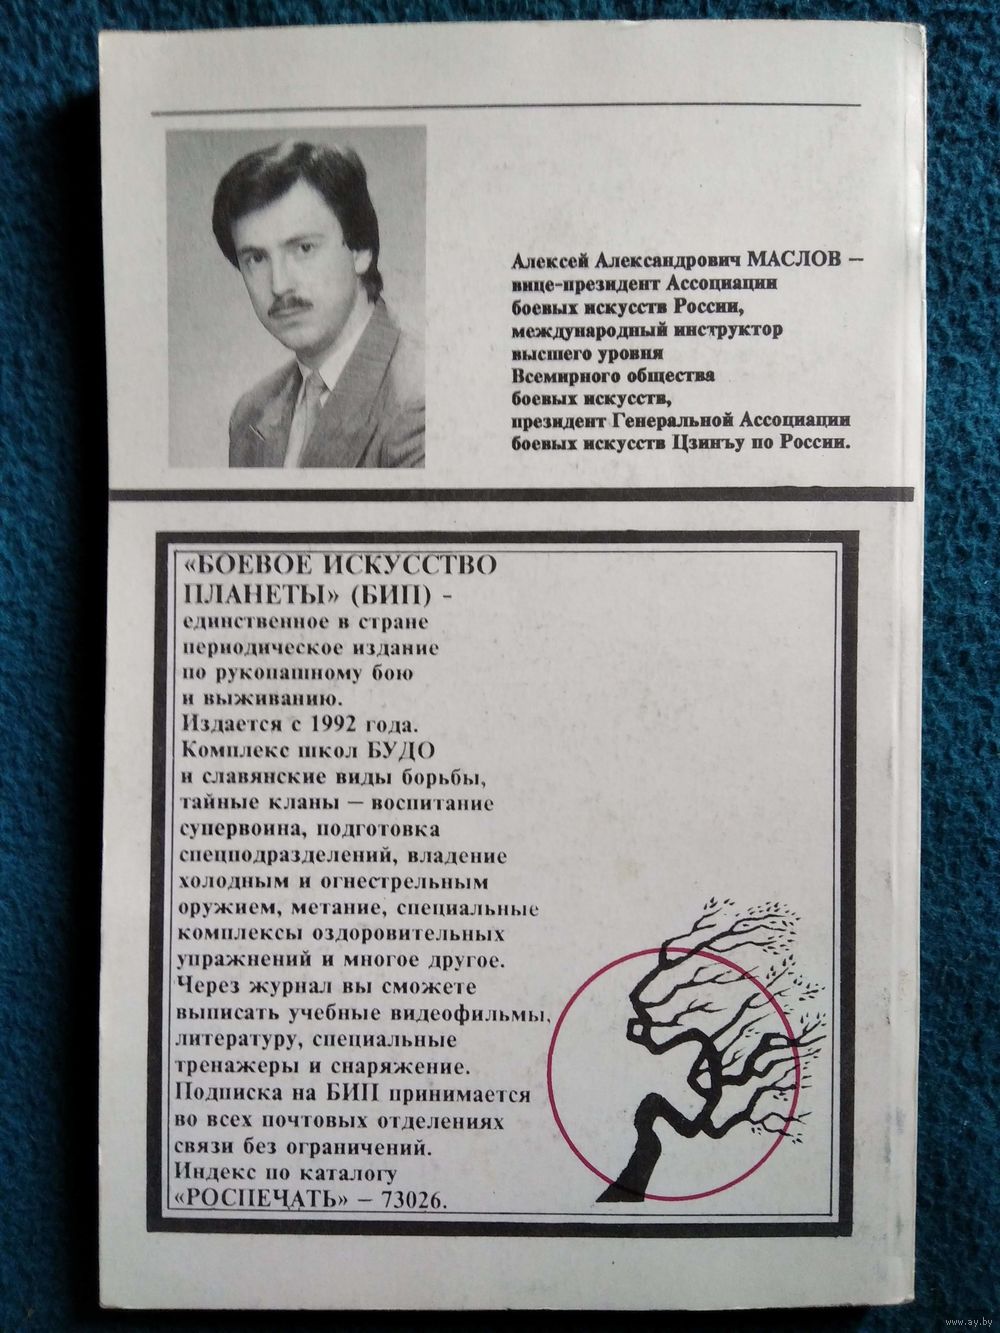 Алексей Александрович МАСЛОВ –
вице-президент Ассоциации
боевых искусств России,
международный инструктор
высшего уровня
Всемирного общества
боевых искусств,
президент Генеральной Ассоциации
боевых искусств Цзинъу по России.
«БОЕВОЕ ИСКУССТВО
ПЛАНЕТЫ» (БИП) -
единственное в стране
периодическое издание
по рукопашному бою
и выживанию.
Издается с 1992 года.
Комплекс школ БУДО
и славянские виды борьбы,
тайные кланы – воспитание
супервоина, подготовка
спецподразделений, владение
холодным и огнестрельным
оружием, метание, специальные
комплексы оздоровительных
упражнений и многое другое.
Через журнал вы сможете
выписать учебные видеофильмы,
литературу, специальные
тренажеры и снаряжение.
Подписка на БИП принимается
во всех почтовых отделениях
связи без ограничений.
Индекс по каталогу
«РОСПЕЧАТЬ» – 73026.
www.ay.by